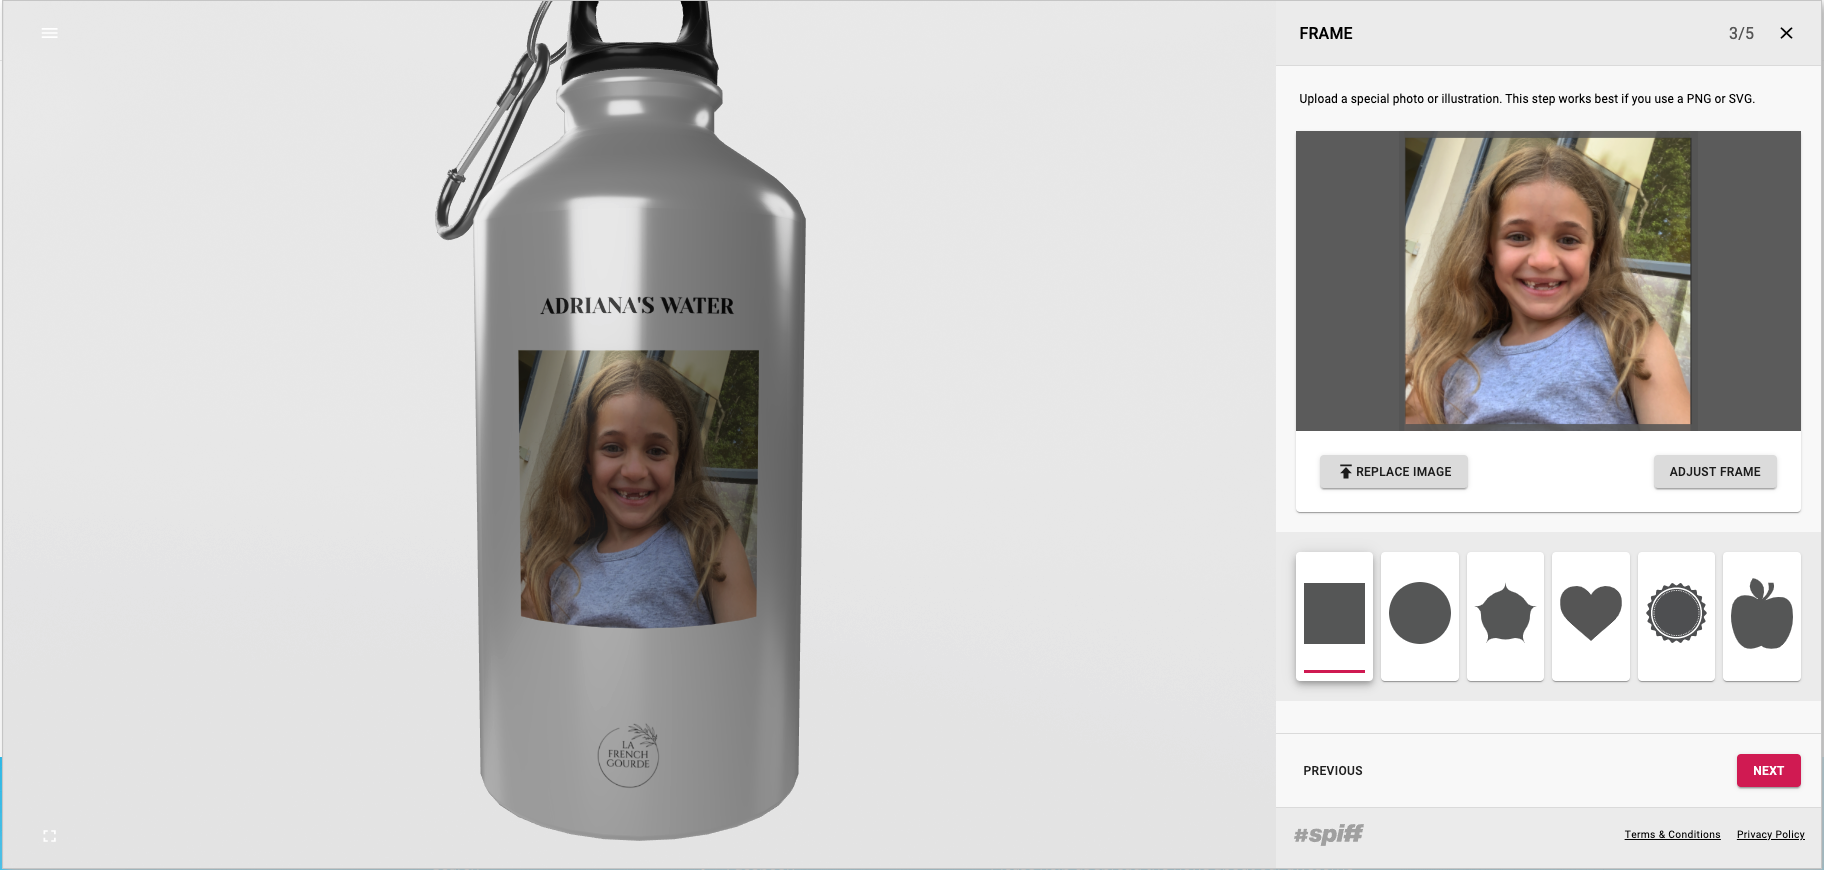 FRAME
3/5
Upload a special photo or illustration. This step works best if you use a PNG or SVG.
REPLACE IMAGE
ADJUST FRAME
PREVIOUS
NEXT
#spiff
Terms & Conditions
Privacy Policy
ADRIANA'S WATER
LA
FRENCH
GOURDE